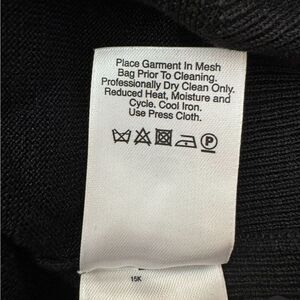 Place Garment In Mesh
Bag Prior To Cleaning.
Professionally Dry Clean Only.
Reduced Heat, Moisture and
Cycle. Cool Iron.
Use Press Cloth.
P
15K